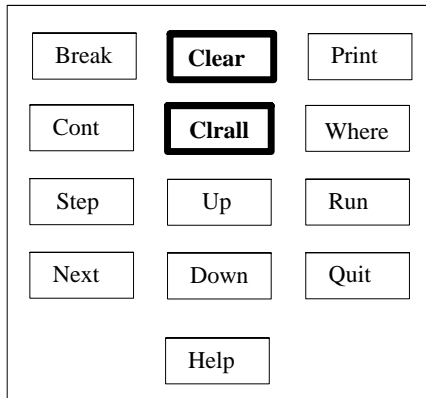 Break Clear Print
Cont Clrall Where
Step Up Run
Next Down Quit
Help